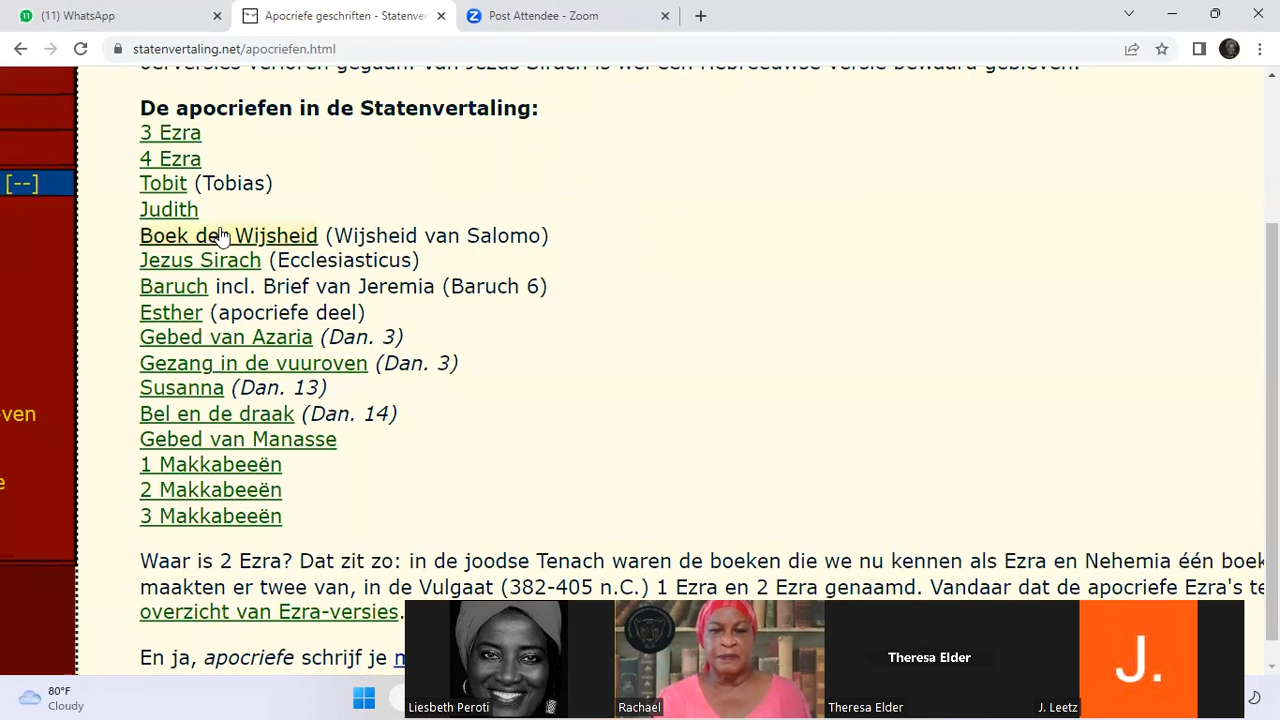 (11) WhatsApp
Apocriefe geschriften - Statenver
Post Attendee - Zoom
statenvertaling.net/apocriefen.html
De apocriefen in de Statenvertaling:
3 Ezra
4 Ezra
[--]
Tobit (Tobias)
Judith
Boek der Wijsheid (Wijsheid van Salomo)
Jezus Sirach (Ecclesiasticus)
Baruch incl. Brief van Jeremia (Baruch 6)
Esther (apocriefe deel)
Gebed van Azaria (Dan. 3)
Gezang in de vuuroven (Dan. 3)
Susanna (Dan. 13)
-ven
Bel en de draak (Dan. 14)
Gebed van Manasse
1 Makkabeeën
2 Makkabeeën
3 Makkabeeën
Waar is 2 Ezra? Dat zit zo: in de joodse Tenach waren de boeken die we nu kennen als Ezra en Nehemia één boek
maakten er twee van, in de Vulgaat (382-405 n.C.) 1 Ezra en 2 Ezra genaamd. Vandaar dat de apocriefe Ezra's te
overzicht van Ezra-versies.
En ja, apocriefe schrijf je
Theresa Elder
J.
Liesbeth Peroti
Rachael
Theresa Elder
J. Leetz
80°F
Cloudy